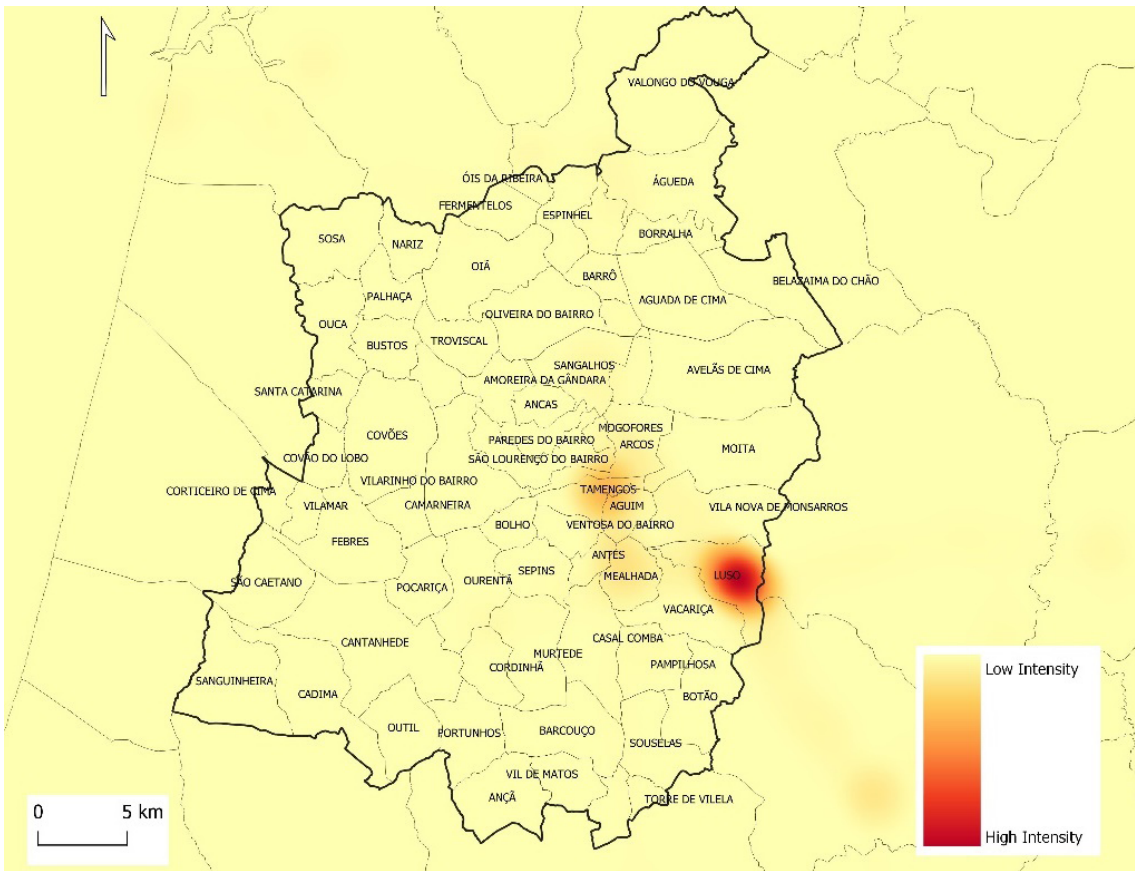 VALONGO DO VOUGA
ÓIS DA RIBEIRA
ÁGUEDA
FERMENTELOS
ESPINHEL
SOSA
NARIZ
BORRALHA
OIÃ
BARRÔ
BELAZAIMA DO CHÃO
PALHAÇA
AGUADA DE CIMA
OUCA
OLIVEIRA DO BAIRRO
BUSTOS
TROVISCAL
SANGALHOS
AVELÃS DE CIMA
AMOREIRA DA GÂNDARA
SANTA CATARINA
ANCAS
MOGOFORES
COVÕES
PAREDES DO BAIRRO
ARCOS
MOITA
COVÃO DO LOBO
SÃO LOURENÇO DO BAIRRO
VILARINHO DO BAIRRO
TAMENGOS
CORTICEIRO DE CIMA
VILAMAR
CAMARNEIRA
AGUIM
VILA NOVA DE MONSARROS
BOLHO
VENTOSA DO BAIRRO
FEBRES
ANTES
SÃO CAETANO
POCARIÇA
OURENTÃ
SEPINS
MEALHADA
LUSO
VACARIÇA
CANTANHEDE
CASAL COMBA
MURTEDE
CORDINHÃ
PAMPILHOSA
SANGUINHEIRA
CADIMA
BOTÃO
OUTIL
PORTUNHOS
BARCOUÇO
SOUSELAS
VIL DE MATOS
ANÇÃ
TORRE DE VILELA
0 5 km
Low Intensity
High Intensity